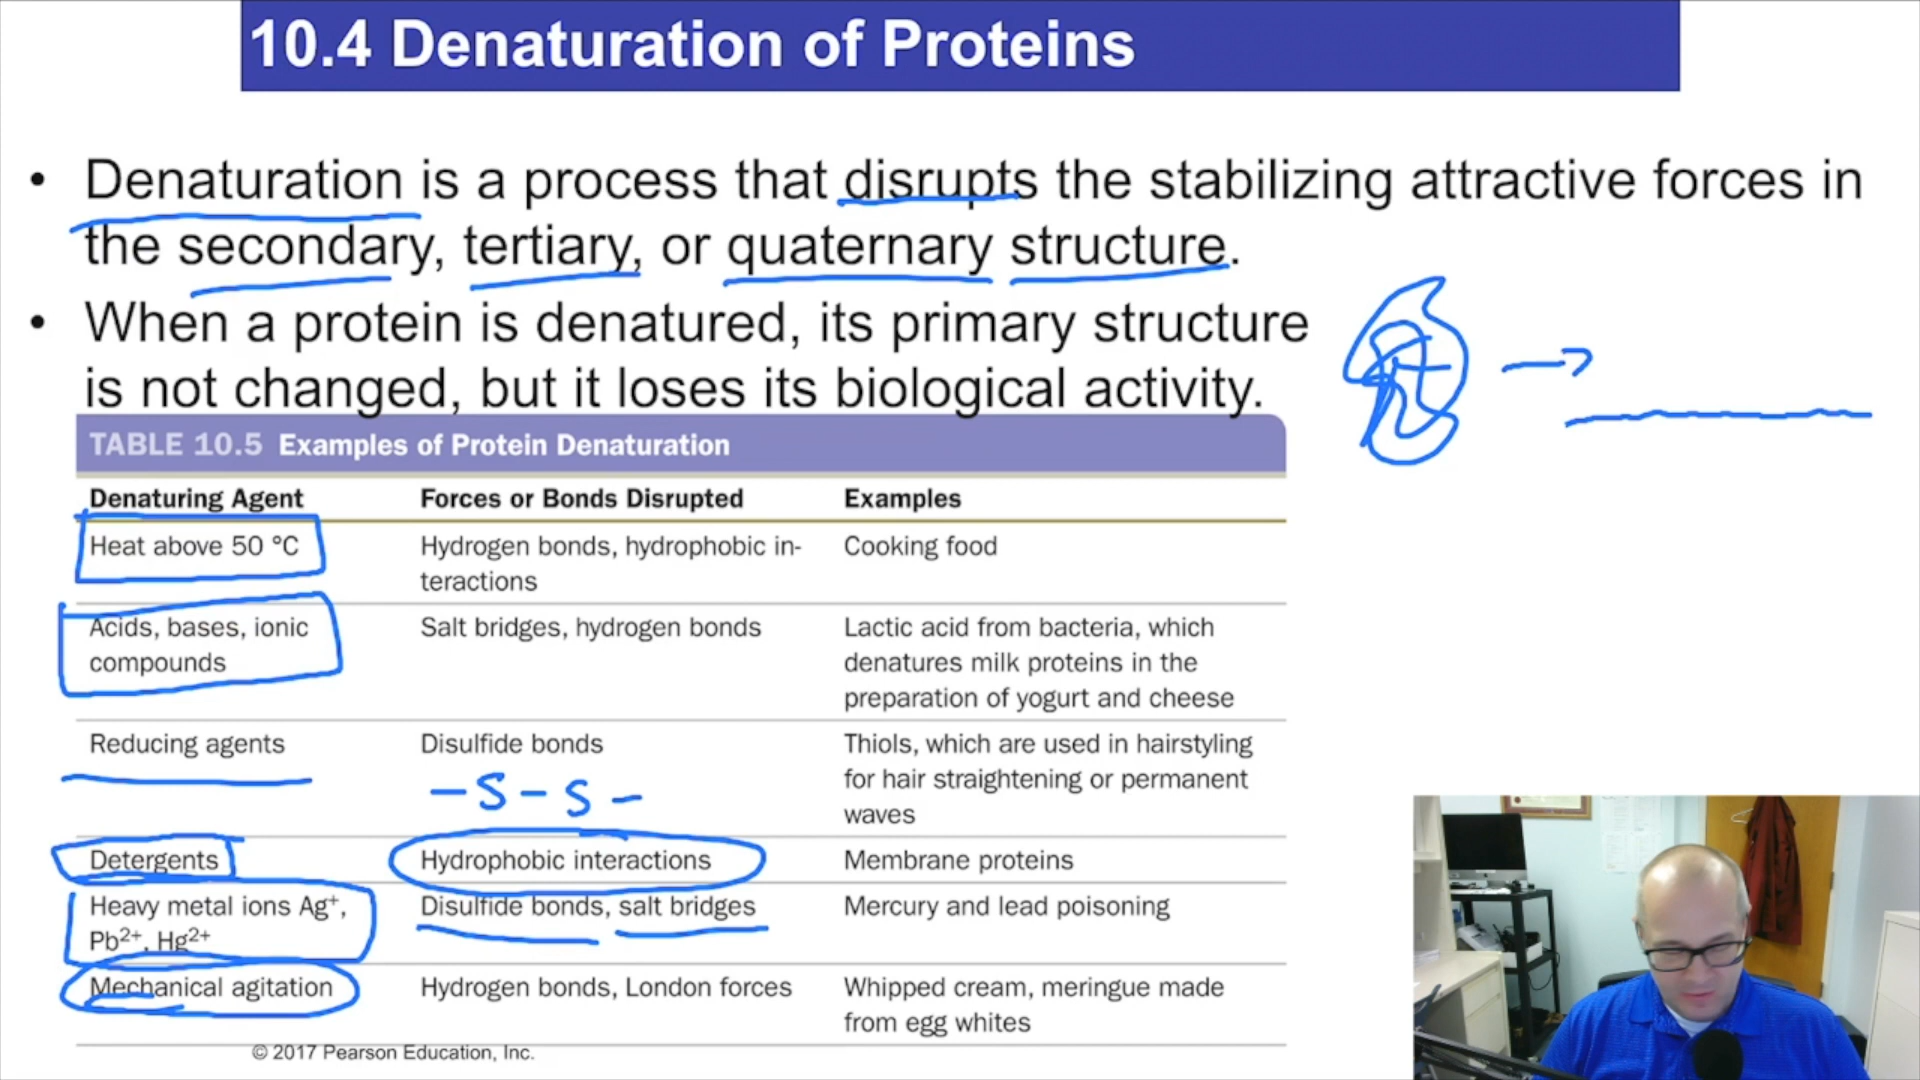 10.4 Denaturation of Proteins
• Denaturation is a process that disrupts the stabilizing attractive forces in
the secondary, tertiary, or quaternary structure.
• When a protein is denatured, its primary structure
is not changed, but it loses its biological activity.
TABLE 10.5 Examples of Protein Denaturation
Denaturing Agent Forces or Bonds Disrupted Examples
Heat above 50 °C Hydrogen bonds, hydrophobic in- Cooking food
teractions
Acids, bases, ionic Salt bridges, hydrogen bonds Lactic acid from bacteria, which
compounds denatures milk proteins in the
preparation of yogurt and cheese
Reducing agents Disulfide bonds Thiols, which are used in hairstyling
for hair straightening or permanent
-S-S-
waves
Detergents Hydrophobic interactions Membrane proteins
Heavy metal ions Ag⁺, Disulfide bonds, salt bridges Mercury and lead poisoning
Pb²⁺, Hg²⁺
Mechanical agitation Hydrogen bonds, London forces Whipped cream, meringue made
from egg whites
© 2017 Pearson Education, Inc.